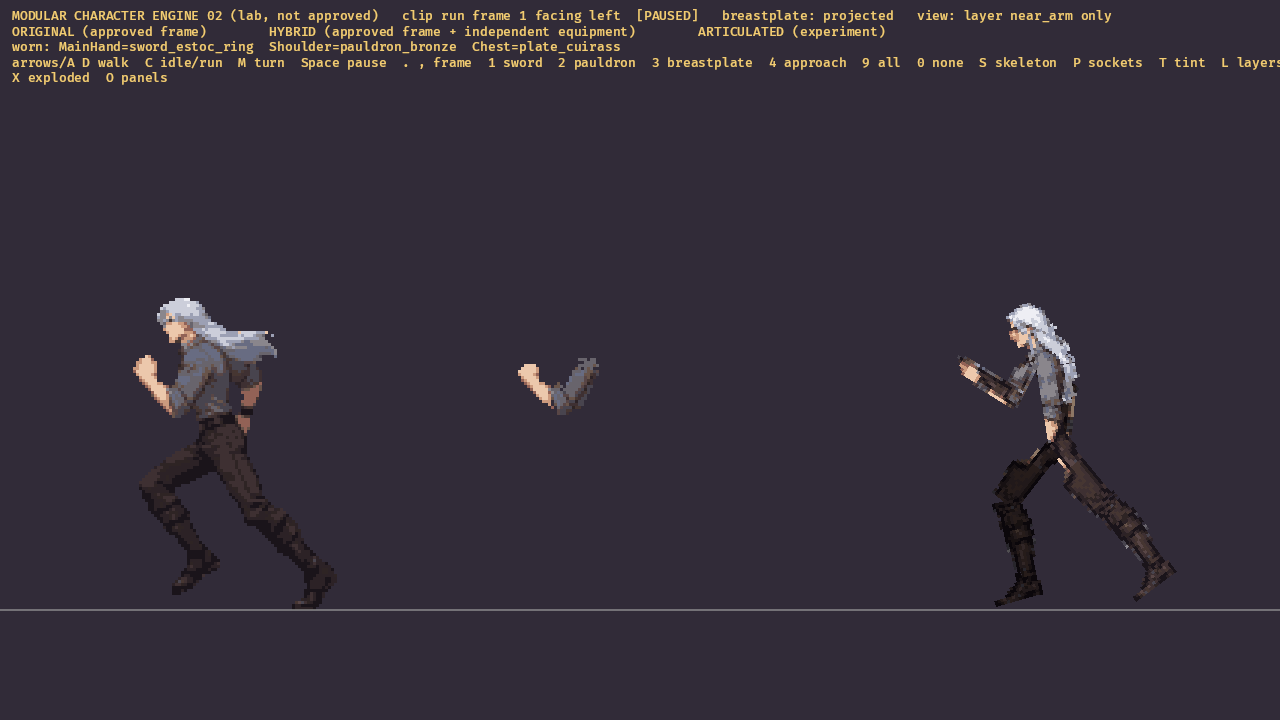 MODULAR CHARACTER ENGINE 02 (lab, not approved)   clip run frame 1 facing left  [PAUSED]   breastplate: projected   view: layer near_arm only
ORIGINAL (approved frame)        HYBRID (approved frame + independent equipment)        ARTICULATED (experiment)
worn: MainHand=sword_estoc_ring  Shoulder=pauldron_bronze  Chest=plate_cuirass
arrows/A D walk  C idle/run  M turn  Space pause  . , frame  1 sword  2 pauldron  3 breastplate  4 approach  9 all  0 none  S skeleton  P sockets  T tint  L layers
X exploded  O panels